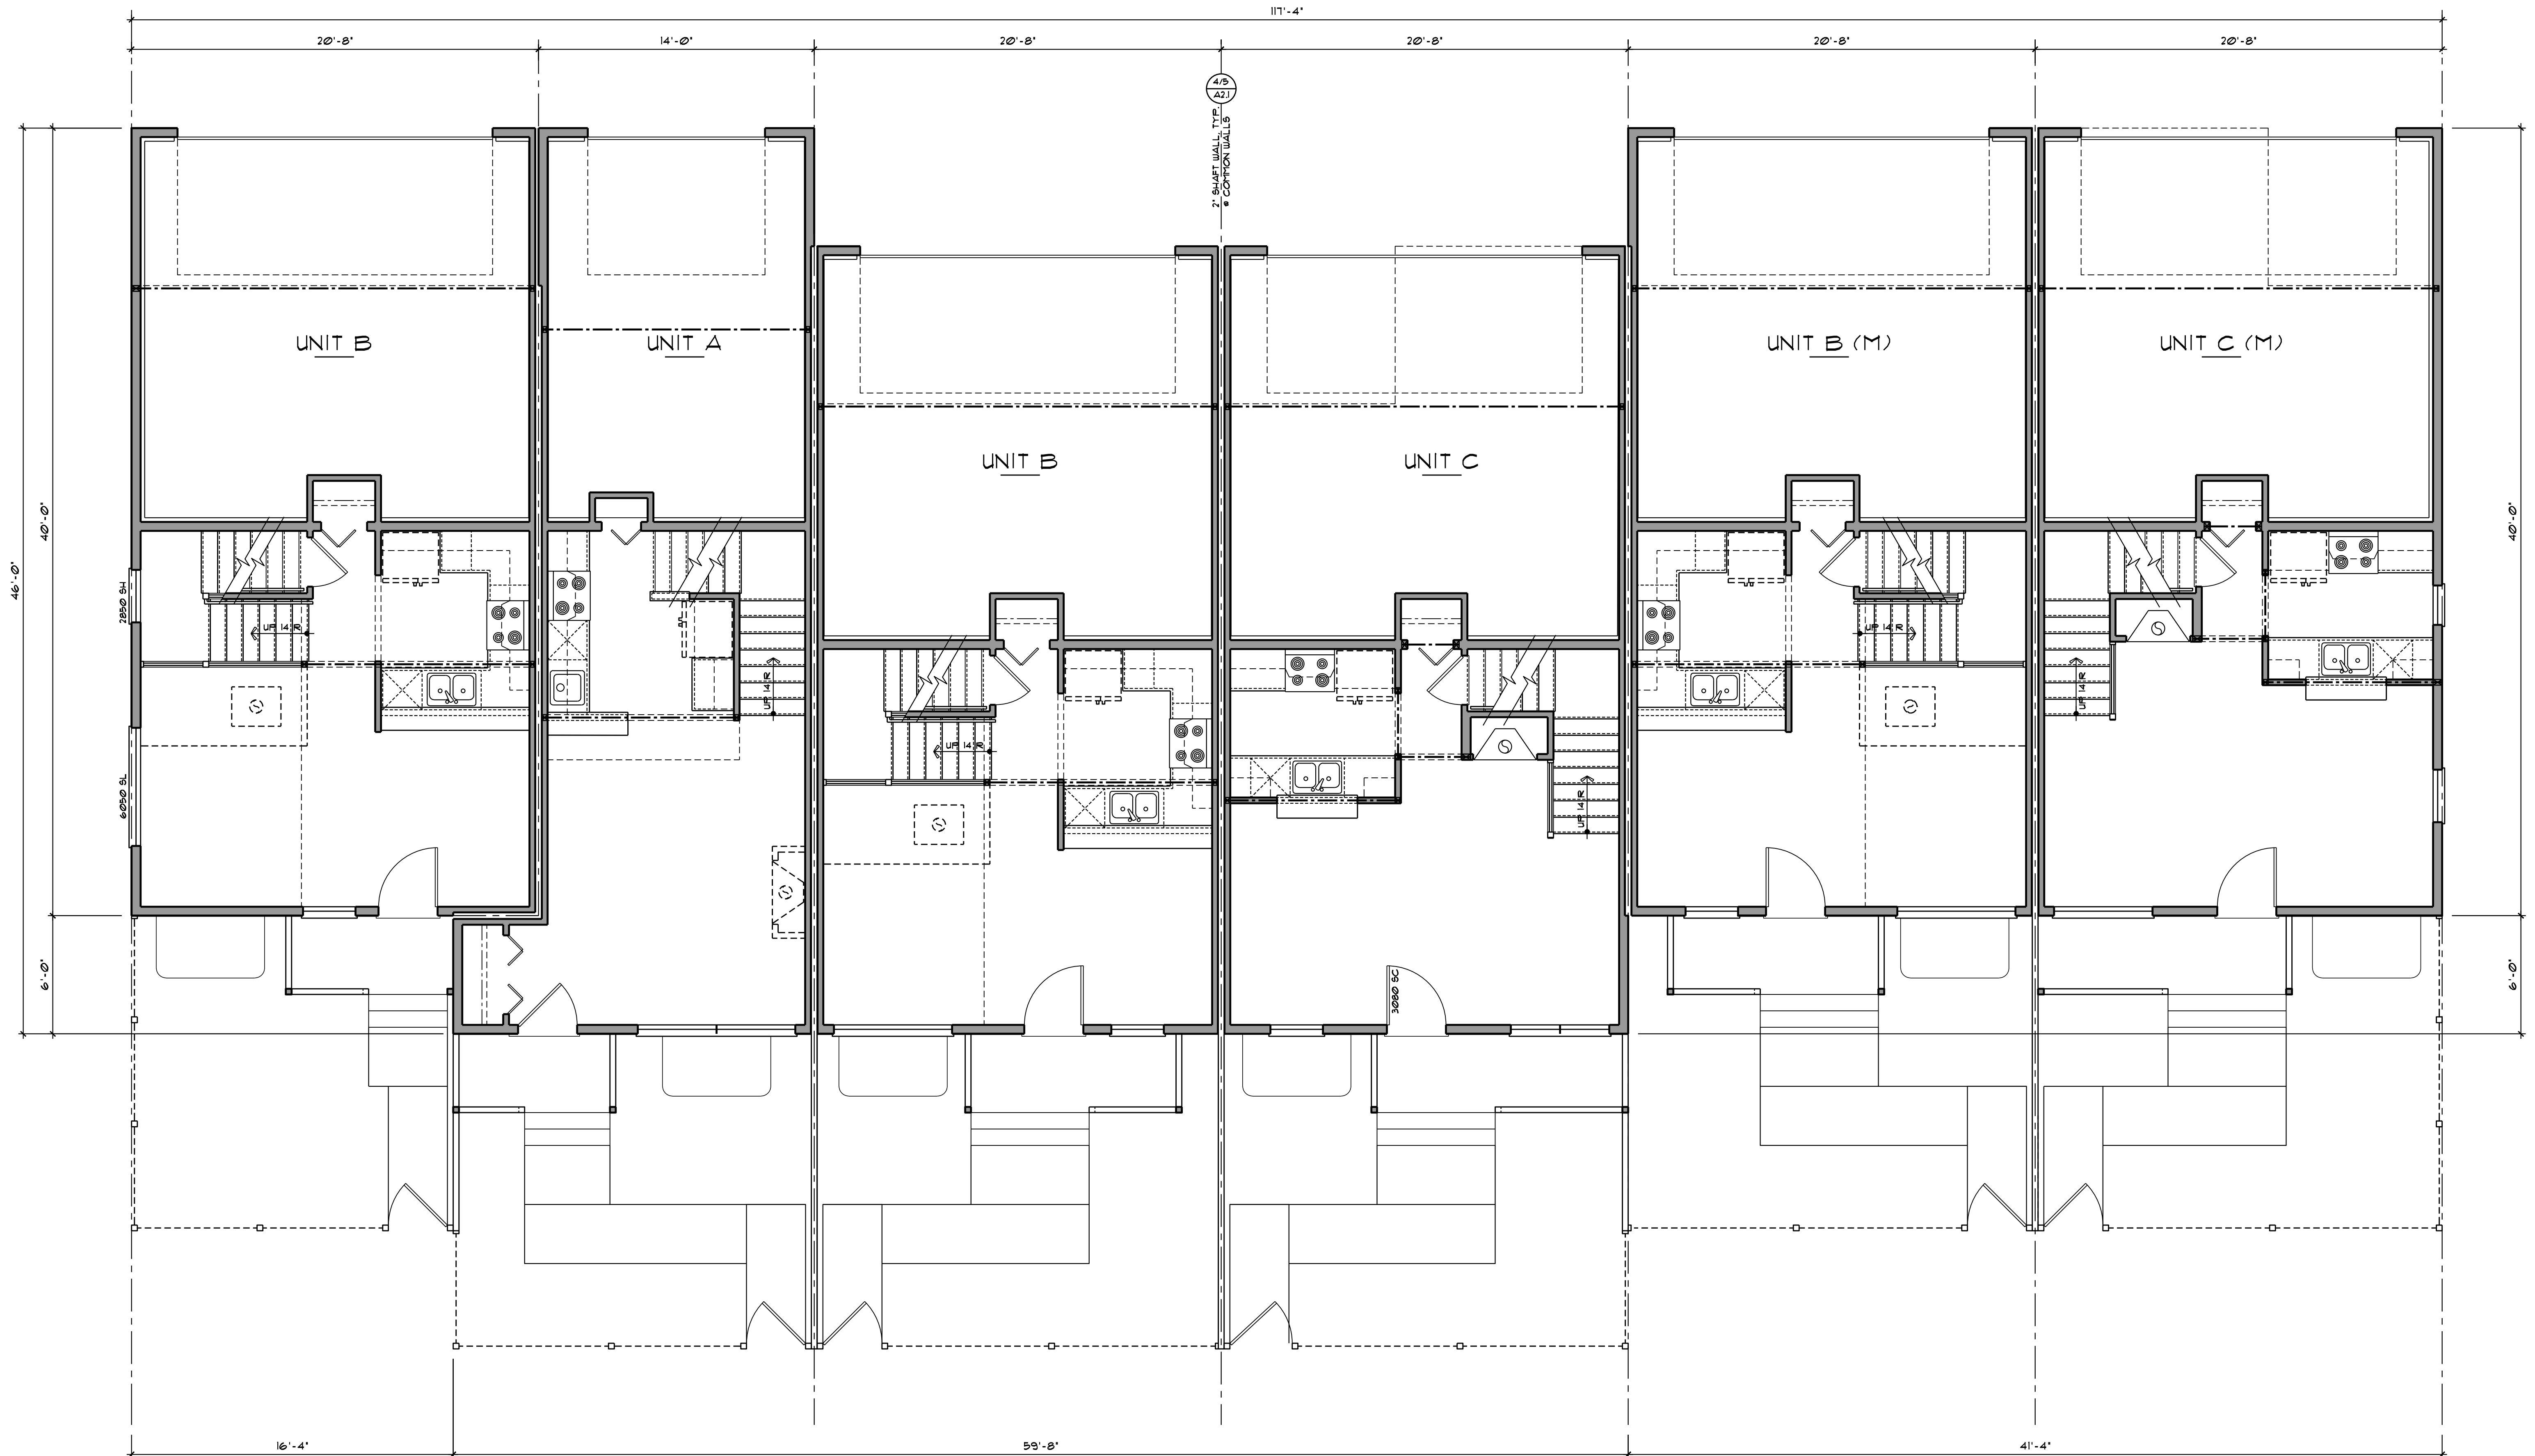 117'-4"
20'-8"
14'-0"
20'-8"
20'-8"
20'-8"
20'-8"
4/5
A2.1
2" SHAFT WALL, TYP.
@ COMMON WALLS
UNIT B
UNIT A
UNIT B (M)
UNIT C (M)
UNIT B
UNIT C
46'-0"
40'-0"
40'-0"
2850 SH
UP 14 R
UP 14 R
UP 14 R
UP 14 R
UP 14 R
UP 14 R
6050 SL
3080 SC
6'-0"
6'-0"
16'-4"
59'-8"
41'-4"